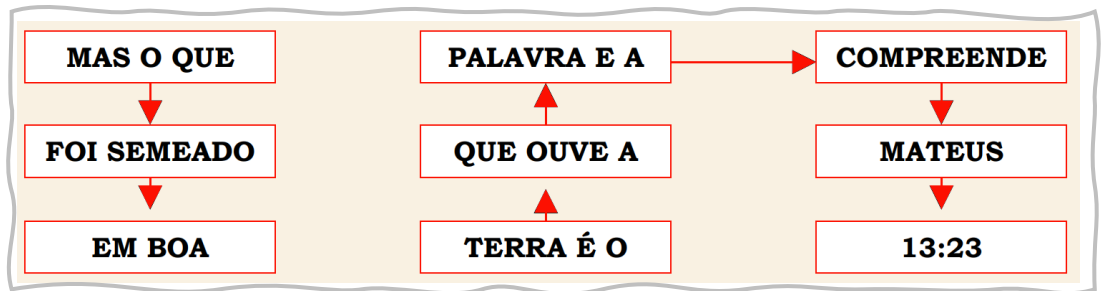 MAS O QUE
FOI SEMEADO
EM BOA
TERRA É O
QUE OUVE A
PALAVRA E A
COMPREENDE
MATEUS
13:23